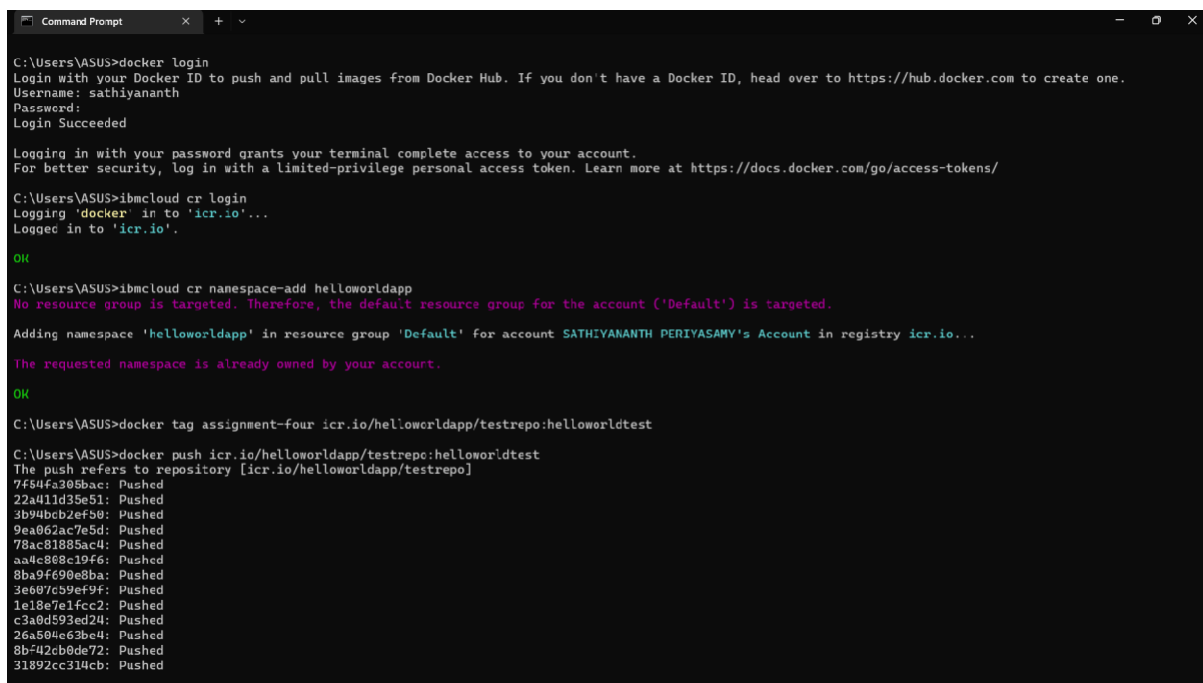 Command Prompt
C:\Users\ASUS>docker login
Login with your Docker ID to push and pull images from Docker Hub. If you don't have a Docker ID, head over to https://hub.docker.com to create one.
Username: sathiyananth
Password:
Login Succeeded
Logging in with your password grants your terminal complete access to your account.
For better security, log in with a limited-privilege personal access token. Learn more at https://docs.docker.com/go/access-tokens/
C:\Users\ASUS>ibmcloud cr login
Logging 'docker' in to 'icr.io'...
Logged in to 'icr.io'.
OK
C:\Users\ASUS>ibmcloud cr namespace-add helloworldapp
No resource group is targeted. Therefore, the default resource group for the account ('Default') is targeted.
Adding namespace 'helloworldapp' in resource group 'Default' for account SATHIYANANTH PERIYASAMY's Account in registry icr.io...
The requested namespace is already owned by your account.
OK
C:\Users\ASUS>docker tag assignment-four icr.io/helloworldapp/testrepo:helloworldtest
C:\Users\ASUS>docker push icr.io/helloworldapp/testrepo:helloworldtest
The push refers to repository [icr.io/helloworldapp/testrepo]
7f54fa305bac: Pushed
22a411d35e51: Pushed
3b94bdb2ef50: Pushed
9ea062ac7e5d: Pushed
78ac81885ac4: Pushed
aa4c808c19f6: Pushed
8ba9f690e8ba: Pushed
3e607d59ef9f: Pushed
1e18e7e1fcc2: Pushed
c3a0d593ed24: Pushed
26a504e63be4: Pushed
8bf42db0de72: Pushed
31892cc314cb: Pushed